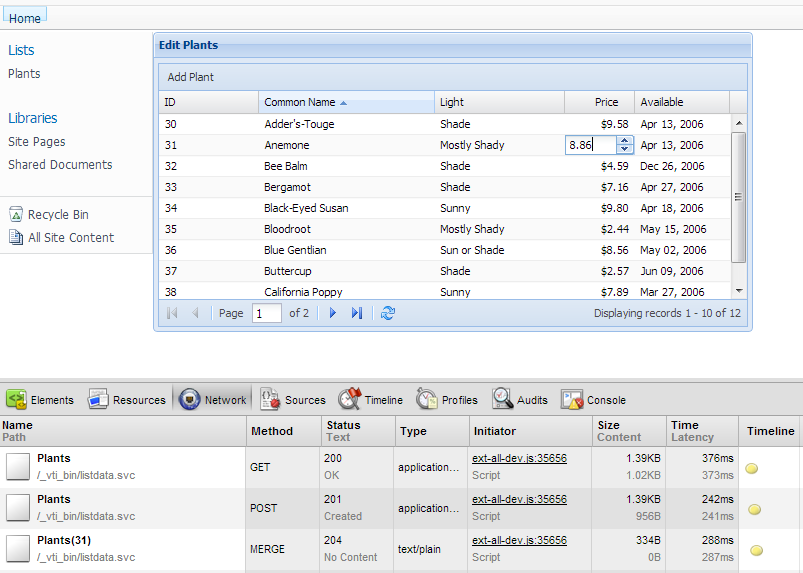 Home
Lists
Plants
Libraries
Site Pages
Shared Documents
Recycle Bin
All Site Content
Edit Plants
Add Plant
ID Common Name Light Price Available
30 Adder's-Touge Shade $9.58 Apr 13, 2006
31 Anemone Mostly Shady 8.86 Apr 13, 2006
32 Bee Balm Shade $4.59 Dec 26, 2006
33 Bergamot Shade $7.16 Apr 27, 2006
34 Black-Eyed Susan Sunny $9.80 Apr 18, 2006
35 Bloodroot Mostly Shady $2.44 May 15, 2006
36 Blue Gentlian Sun or Shade $8.56 May 02, 2006
37 Buttercup Shade $2.57 Jun 09, 2006
38 California Poppy Sunny $7.89 Mar 27, 2006
Page 1 of 2 Displaying records 1 - 10 of 12
Elements Resources Network Sources Timeline Profiles Audits Console
Name Method Status Type Initiator Size Time Timeline
Path Text Content Latency
Plants GET 200 application... ext-all-dev.js:35656 1.39KB 376ms
/_vti_bin/listdata.svc OK Script 1.02KB 373ms
Plants POST 201 application... ext-all-dev.js:35656 1.39KB 242ms
/_vti_bin/listdata.svc Created Script 956B 241ms
Plants(31) MERGE 204 text/plain ext-all-dev.js:35656 334B 288ms
/_vti_bin/listdata.svc No Content Script 0B 287ms